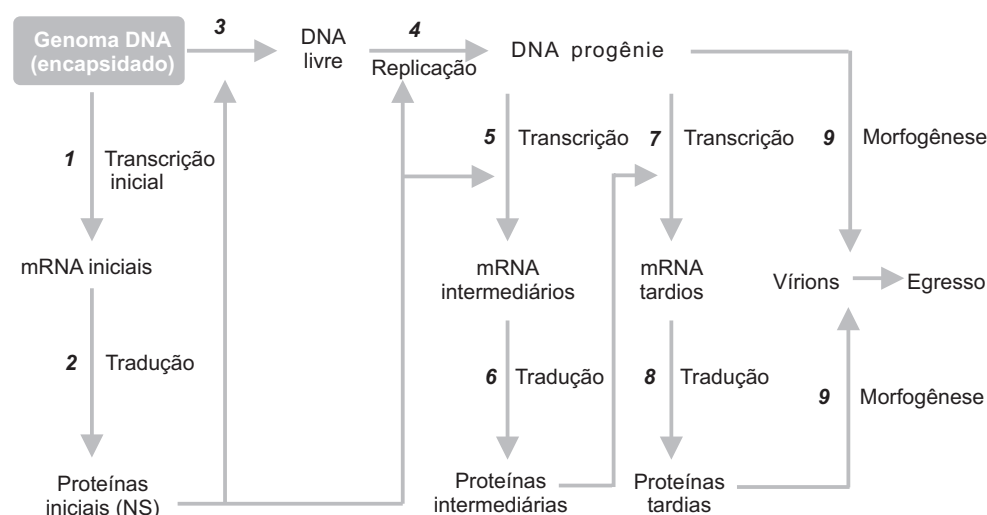 Genoma DNA
(encapsidado)
3
DNA
livre
4
Replicação
DNA progênie
1
Transcrição
inicial
5
Transcrição
7
Transcrição
9
Morfogênese
mRNA iniciais
mRNA
intermediários
mRNA
tardios
Vírions
Egresso
2
Tradução
6
Tradução
8
Tradução
9
Morfogênese
Proteínas
iniciais (NS)
Proteínas
intermediárias
Proteínas
tardias